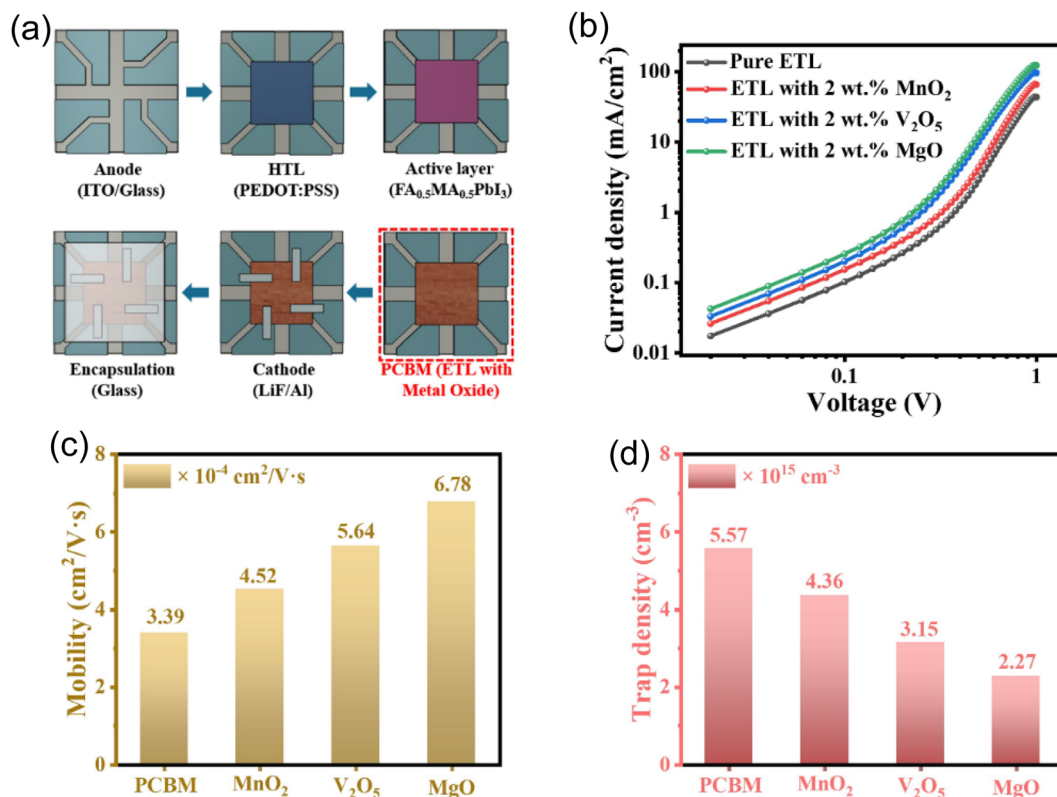 (a)
Anode
(ITO/Glass)
HTL
(PEDOT:PSS)
Active layer
(FA₀.₅MA₀.₅PbI₃)
Encapsulation
(Glass)
Cathode
(LiF/Al)
PCBM (ETL with
Metal Oxide)
(b)
Current density (mA/cm²)
100
10
1
0.1
0.01
Pure ETL
ETL with 2 wt.% MnO₂
ETL with 2 wt.% V₂O₅
ETL with 2 wt.% MgO
0.1
1
Voltage (V)
(c)
Mobility (cm²/V·s)
8
6
4
2
0
× 10⁻⁴ cm²/V·s
3.39
4.52
5.64
6.78
PCBM
MnO₂
V₂O₅
MgO
(d)
Trap density (cm⁻³)
8
6
4
2
0
× 10¹⁵ cm⁻³
5.57
4.36
3.15
2.27
PCBM
MnO₂
V₂O₅
MgO